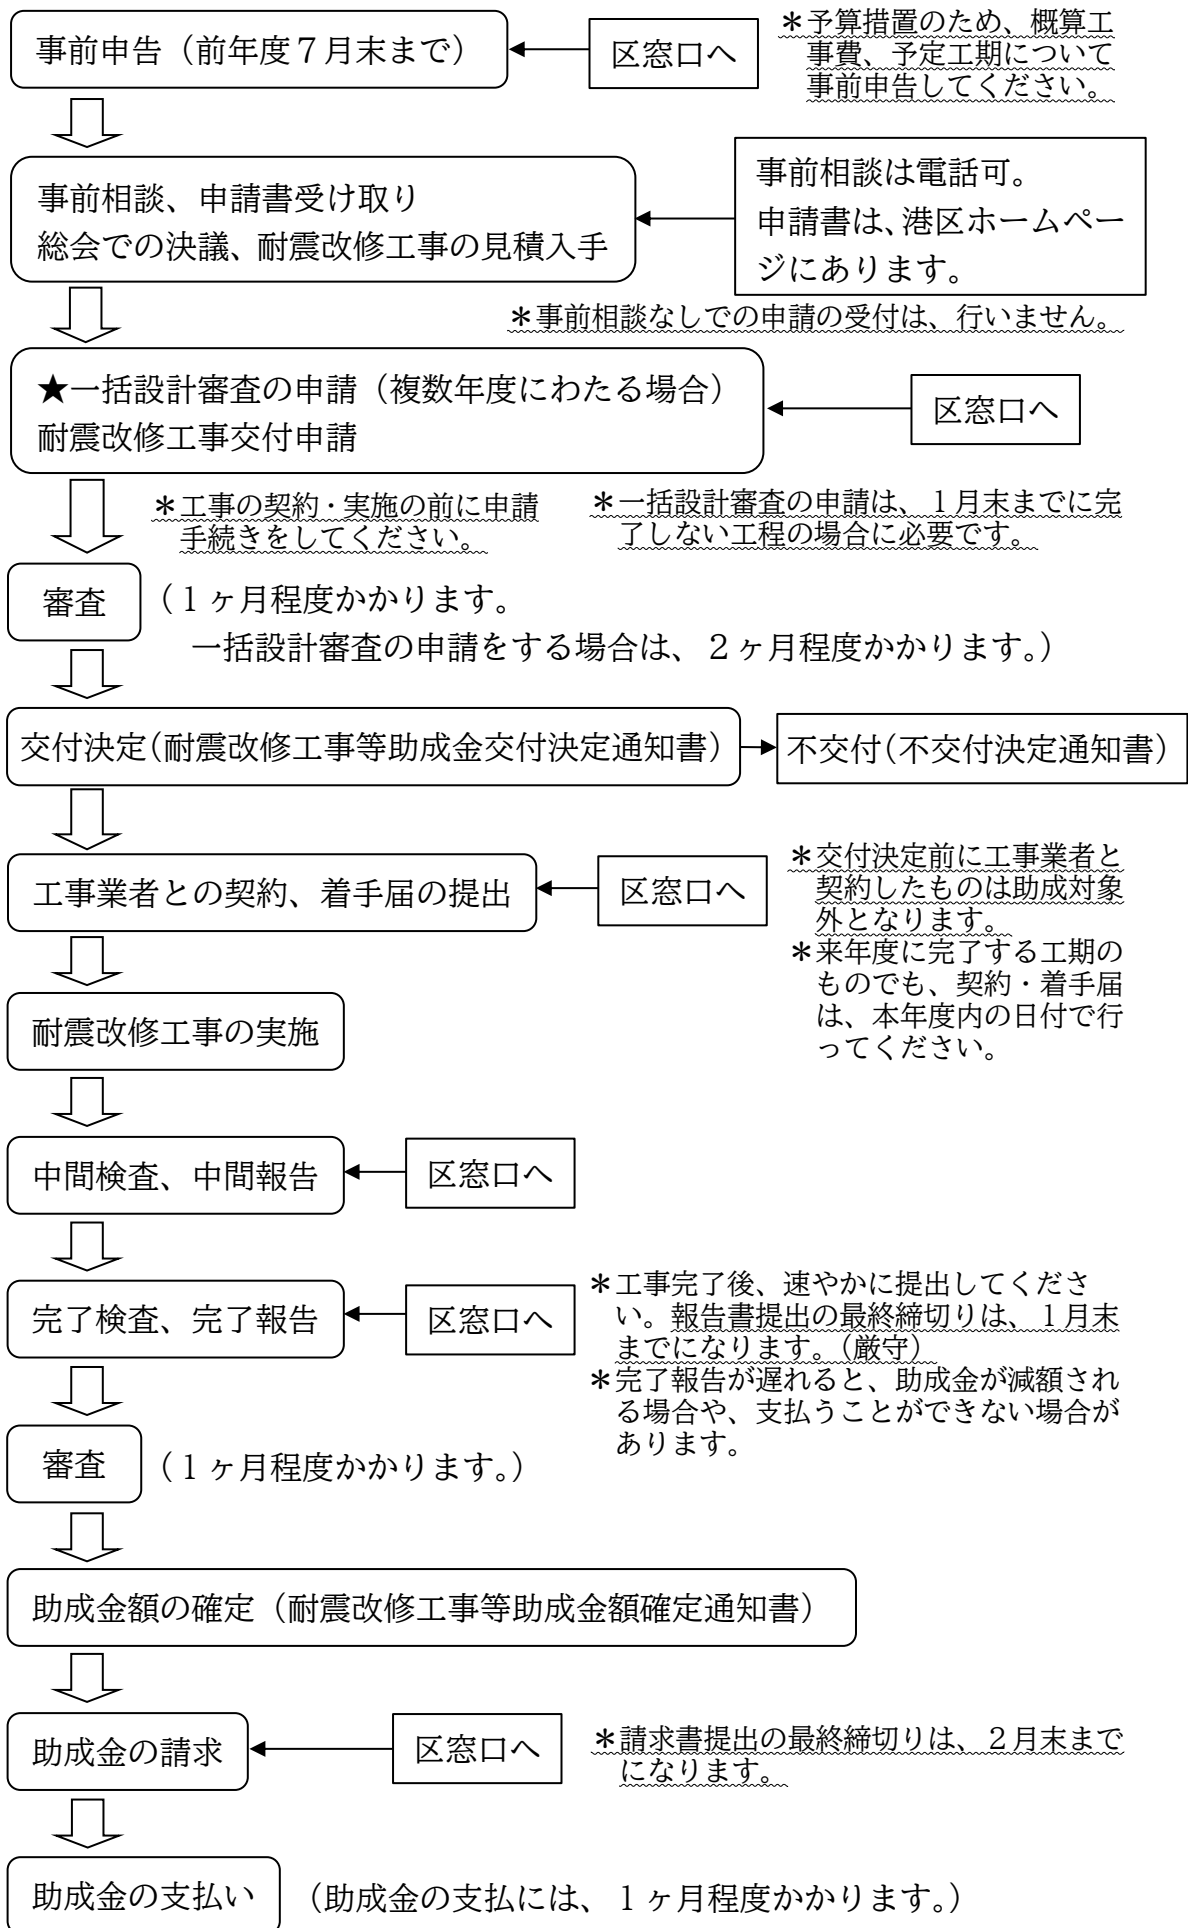 事前申告（前年度７月末まで）
区窓口へ
＊予算措置のため、概算工
事費、予定工期について
事前申告してください。
事前相談、申請書受け取り
総会での決議、耐震改修工事の見積入手
事前相談は電話可。
申請書は、港区ホームペー
ジにあります。
＊事前相談なしでの申請の受付は、行いません。
★一括設計審査の申請（複数年度にわたる場合）
耐震改修工事交付申請
区窓口へ
＊工事の契約・実施の前に申請
手続きをしてください。
＊一括設計審査の申請は、１月末までに完
了しない工程の場合に必要です。
審査
（１ヶ月程度かかります。
一括設計審査の申請をする場合は、２ヶ月程度かかります。）
交付決定（耐震改修工事等助成金交付決定通知書）
不交付（不交付決定通知書）
工事業者との契約、着手届の提出
区窓口へ
＊交付決定前に工事業者と
契約したものは助成対象
外となります。
＊来年度に完了する工期の
ものでも、契約・着手届
は、本年度内の日付で行
ってください。
耐震改修工事の実施
中間検査、中間報告
区窓口へ
完了検査、完了報告
区窓口へ
＊工事完了後、速やかに提出してくださ
い。報告書提出の最終締切りは、１月末
までになります。（厳守）
＊完了報告が遅れると、助成金が減額され
る場合や、支払うことができない場合が
あります。
審査
（１ヶ月程度かかります。）
助成金額の確定（耐震改修工事等助成金額確定通知書）
助成金の請求
区窓口へ
＊請求書提出の最終締切りは、２月末まで
になります。
助成金の支払い
（助成金の支払には、１ヶ月程度かかります。）